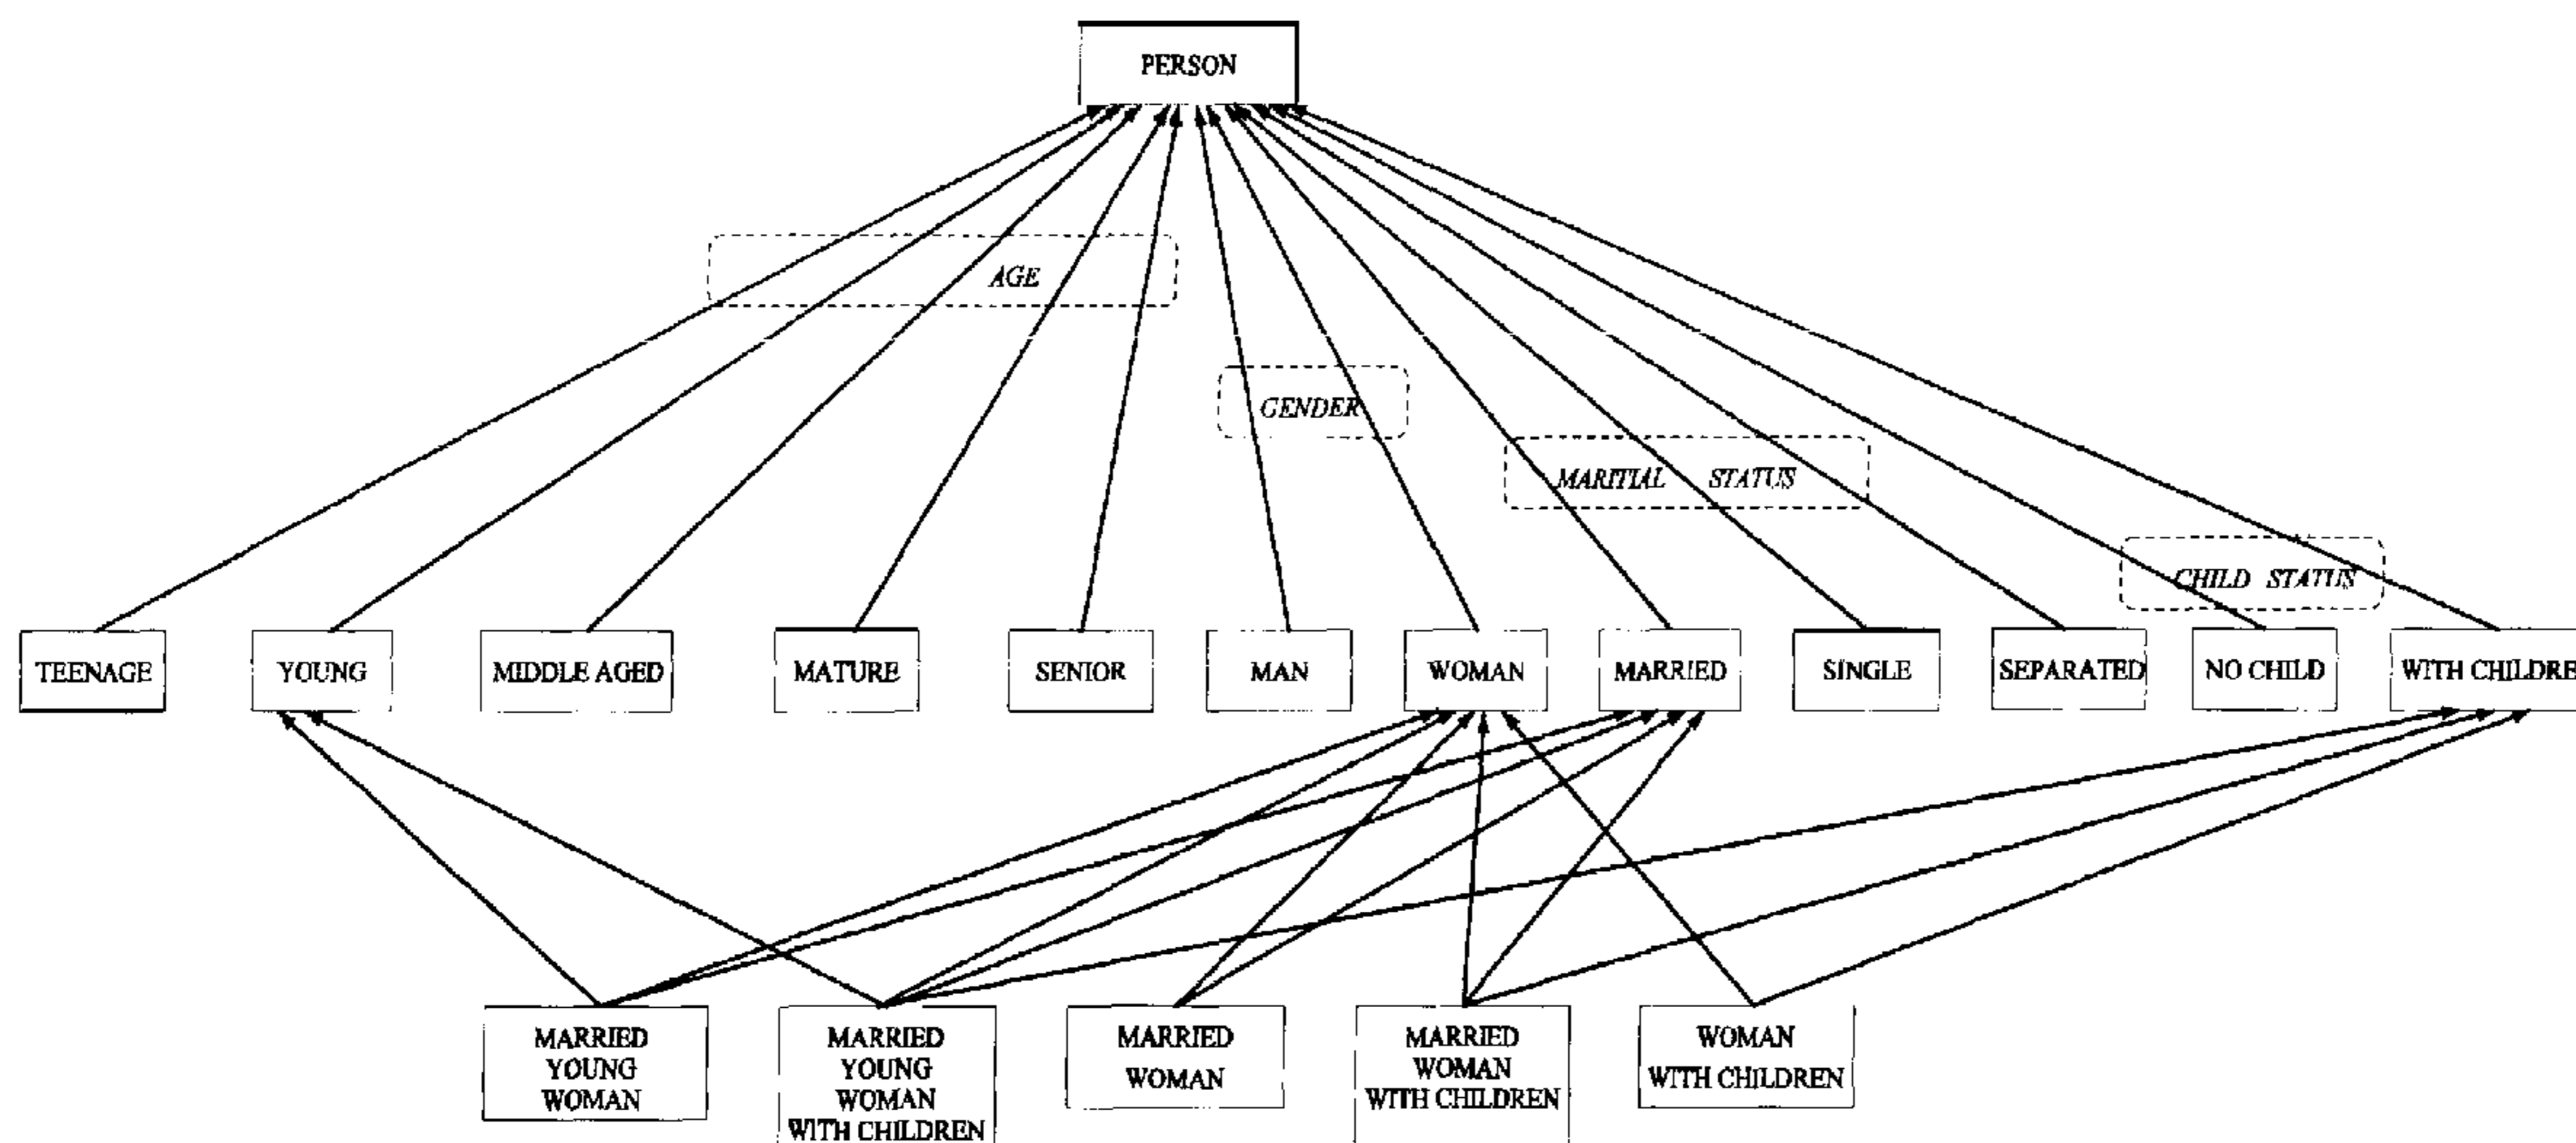 PERSON
AGE
GENDER
MARITIAL STATUS
CHILD STATUS
TEENAGE
YOUNG
MIDDLE AGED
MATURE
SENIOR
MAN
WOMAN
MARRIED
SINGLE
SEPARATED
NO CHILD
WITH CHILDRE
MARRIED
YOUNG
WOMAN
MARRIED
YOUNG
WOMAN
WITH CHILDREN
MARRIED
WOMAN
MARRIED
WOMAN
WITH CHILDREN
WOMAN
WITH CHILDREN